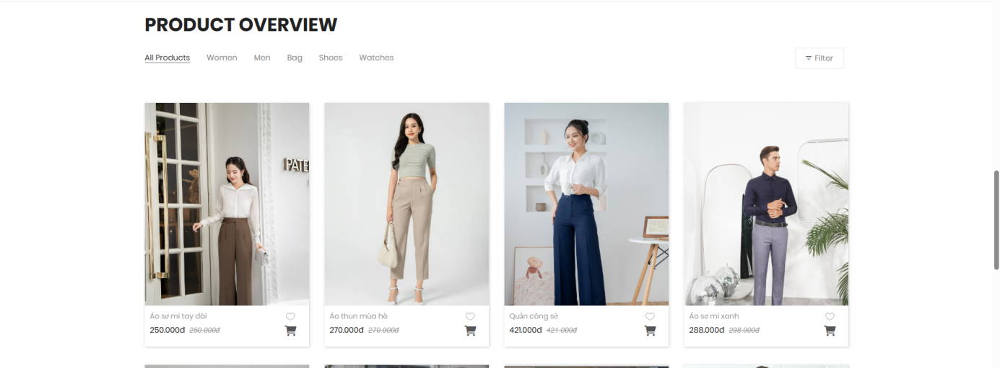 PRODUCT OVERVIEW
All Products Women Men Bag Shoes Watches Filter
PATE
Áo sơ mi tay dài
250.000đ 250.000đ
Áo thun mùa hè
270.000đ 270.000đ
Quần công sở
421.000đ 421.000đ
Áo sơ mi xanh
288.000đ 298.000đ